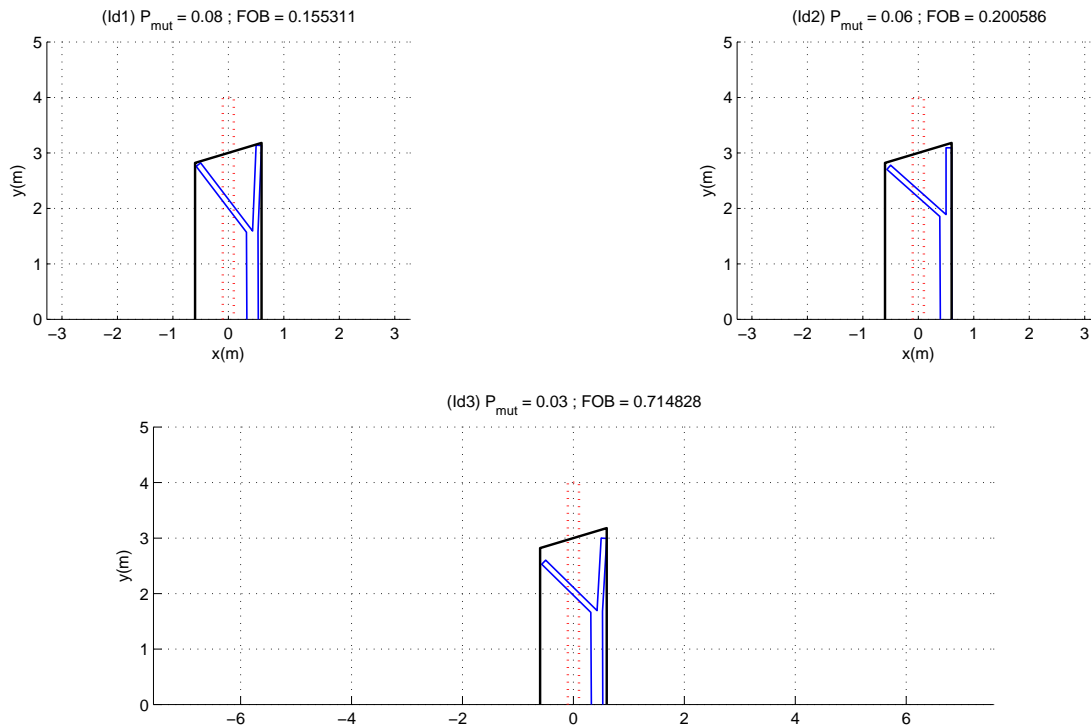 (Id1) P_mut = 0.08 ; FOB = 0.155311
5
4
3
2
1
0
y(m)
−3 −2 −1 0 1 2 3
x(m)
(Id2) P_mut = 0.06 ; FOB = 0.200586
5
4
3
2
1
0
y(m)
−3 −2 −1 0 1 2 3
x(m)
(Id3) P_mut = 0.03 ; FOB = 0.714828
5
4
3
2
1
0
y(m)
−6 −4 −2 0 2 4 6